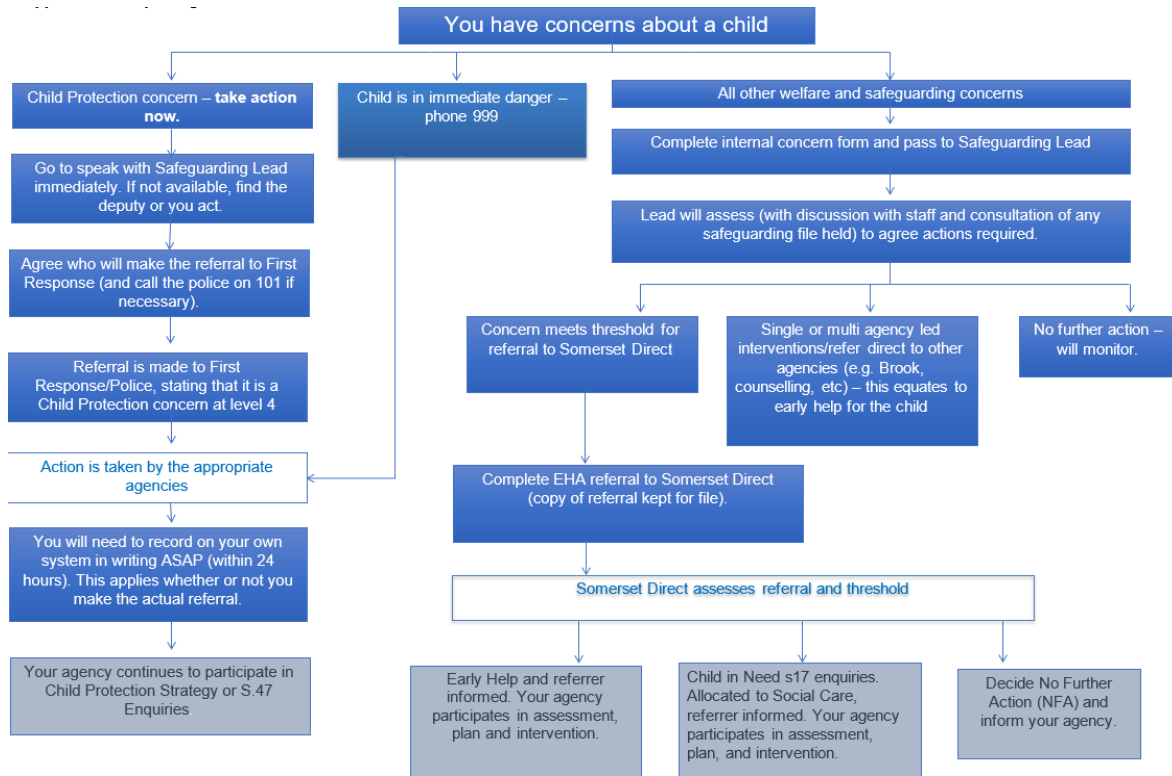 You have concerns about a child
Child Protection concern – take action
now.
Child is in immediate danger –
phone 999
All other welfare and safeguarding concerns
Go to speak with Safeguarding Lead
immediately. If not available, find the
deputy or you act.
Complete internal concern form and pass to Safeguarding Lead
Lead will assess (with discussion with staff and consultation of any
safeguarding file held) to agree actions required.
Agree who will make the referral to First
Response (and call the police on 101 if
necessary).
Concern meets threshold for
referral to Somerset Direct
Single or multi agency led
interventions/refer direct to other
agencies (e.g. Brook,
counselling, etc) – this equates to
early help for the child
No further action –
will monitor.
Referral is made to First
Response/Police, stating that it is a
Child Protection concern at level 4
Action is taken by the appropriate
agencies
Complete EHA referral to Somerset Direct
(copy of referral kept for file).
You will need to record on your own
system in writing ASAP (within 24
hours). This applies whether or not you
make the actual referral.
Somerset Direct assesses referral and threshold
Your agency continues to participate in
Child Protection Strategy or S.47
Enquiries.
Early Help and referrer
informed. Your agency
participates in assessment,
plan and intervention.
Child in Need s17 enquiries.
Allocated to Social Care,
referrer informed. Your agency
participates in assessment,
plan, and intervention.
Decide No Further
Action (NFA) and
inform your agency.